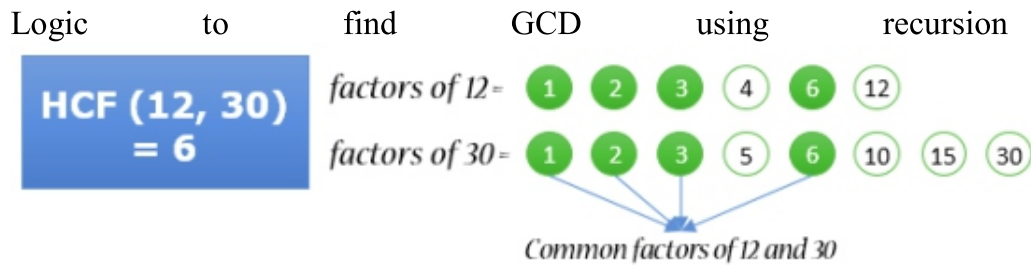 Logic to find GCD using recursion
HCF (12, 30)
= 6
factors of 12 = 1 2 3 4 6 12
factors of 30 = 1 2 3 5 6 10 15 30
Common factors of 12 and 30